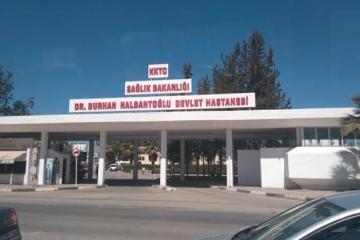 KKTC
SAĞLIK BAKANLIĞI
DR. BURHAN NALBANTOĞLU DEVLET HASTANESİ